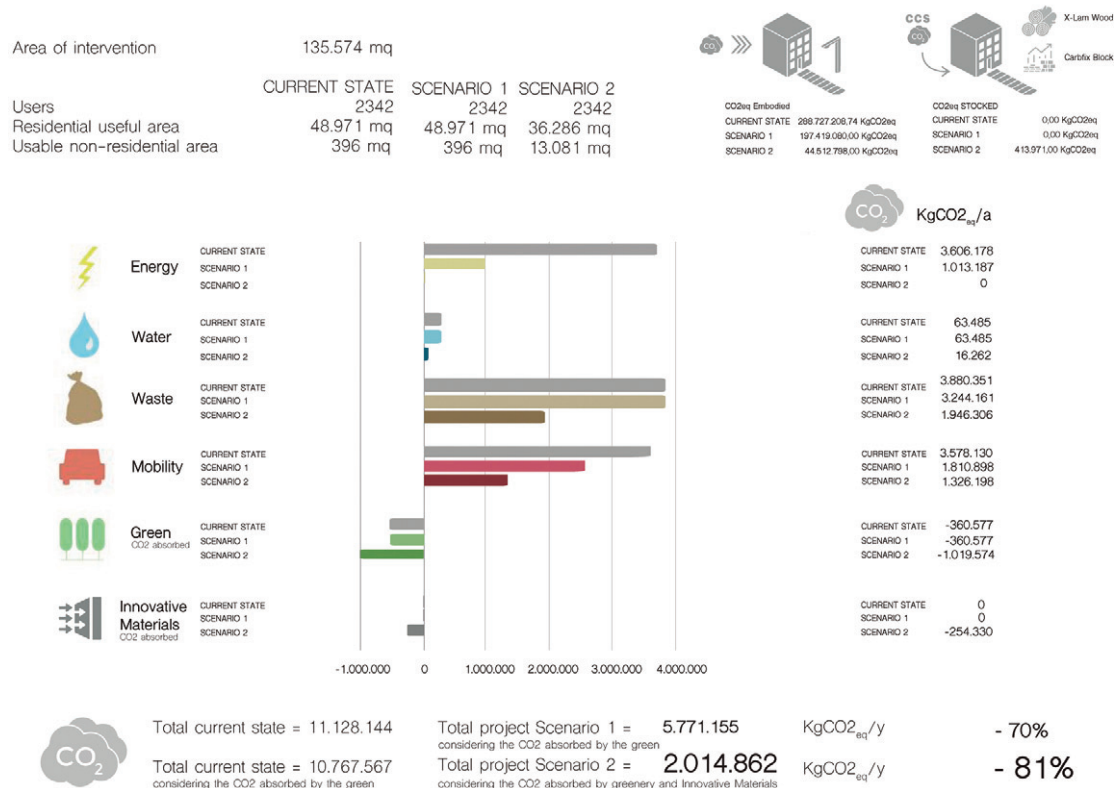 Area of intervention 135.574 mq
CURRENT STATE SCENARIO 1 SCENARIO 2
Users 2342 2342 2342
Residential useful area 48.971 mq 48.971 mq 36.286 mq
Usable non-residential area 396 mq 396 mq 13.081 mq
CO2
CO2eq Embodied
CURRENT STATE 288.727.208,74 KgCO2eq
SCENARIO 1 197.419.080,00 KgCO2eq
SCENARIO 2 44.512.798,00 KgCO2eq
CCS
CO2
X-Lam Wood
Carbfix Block
CO2eq STOCKED
CURRENT STATE 0,00 KgCO2eq
SCENARIO 1 0,00 KgCO2eq
SCENARIO 2 413.971,00 KgCO2eq
CO2 KgCO2eq/a
Energy
CURRENT STATE
SCENARIO 1
SCENARIO 2
CURRENT STATE 3.606.178
SCENARIO 1 1.013.187
SCENARIO 2 0
Water
CURRENT STATE
SCENARIO 1
SCENARIO 2
CURRENT STATE 63.485
SCENARIO 1 63.485
SCENARIO 2 16.262
Waste
CURRENT STATE
SCENARIO 1
SCENARIO 2
CURRENT STATE 3.880.351
SCENARIO 1 3.244.161
SCENARIO 2 1.946.306
Mobility
CURRENT STATE
SCENARIO 1
SCENARIO 2
CURRENT STATE 3.578.130
SCENARIO 1 1.810.898
SCENARIO 2 1.326.198
Green
CO2 absorbed
CURRENT STATE
SCENARIO 1
SCENARIO 2
CURRENT STATE -360.577
SCENARIO 1 -360.577
SCENARIO 2 -1.019.574
Innovative
Materials
CO2 absorbed
CURRENT STATE
SCENARIO 1
SCENARIO 2
CURRENT STATE 0
SCENARIO 1 0
SCENARIO 2 -254.330
-1.000.000 0 1.000.000 2.000.000 3.000.000 4.000.000
CO2
Total current state = 11.128.144
Total current state = 10.767.567
considering the CO2 absorbed by the green
Total project Scenario 1 = 5.771.155 KgCO2eq/y - 70%
considering the CO2 absorbed by the green
Total project Scenario 2 = 2.014.862 KgCO2eq/y - 81%
considering the CO2 absorbed by greenery and Innovative Materials